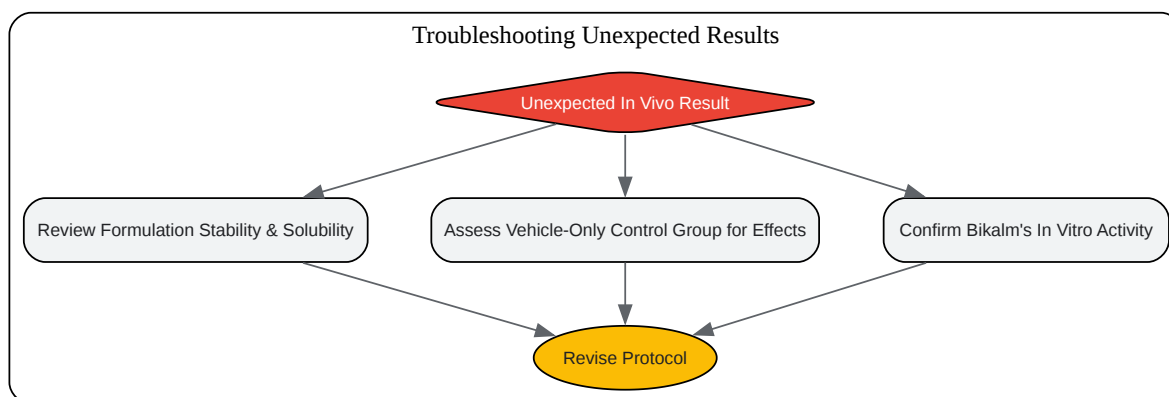 Troubleshooting Unexpected Results
Unexpected In Vivo Result
Review Formulation Stability & Solubility
Assess Vehicle-Only Control Group for Effects
Confirm Bikalm's In Vitro Activity
Revise Protocol